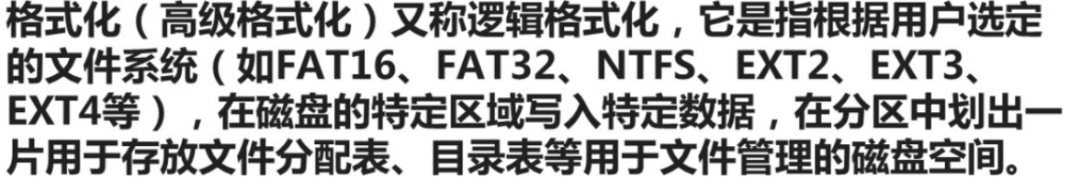 格式化（高级格式化）又称逻辑格式化，它是指根据用户选定
的文件系统（如FAT16、FAT32、NTFS、EXT2、EXT3、
EXT4等），在磁盘的特定区域写入特定数据，在分区中划出一
片用于存放文件分配表、目录表等用于文件管理的磁盘空间。